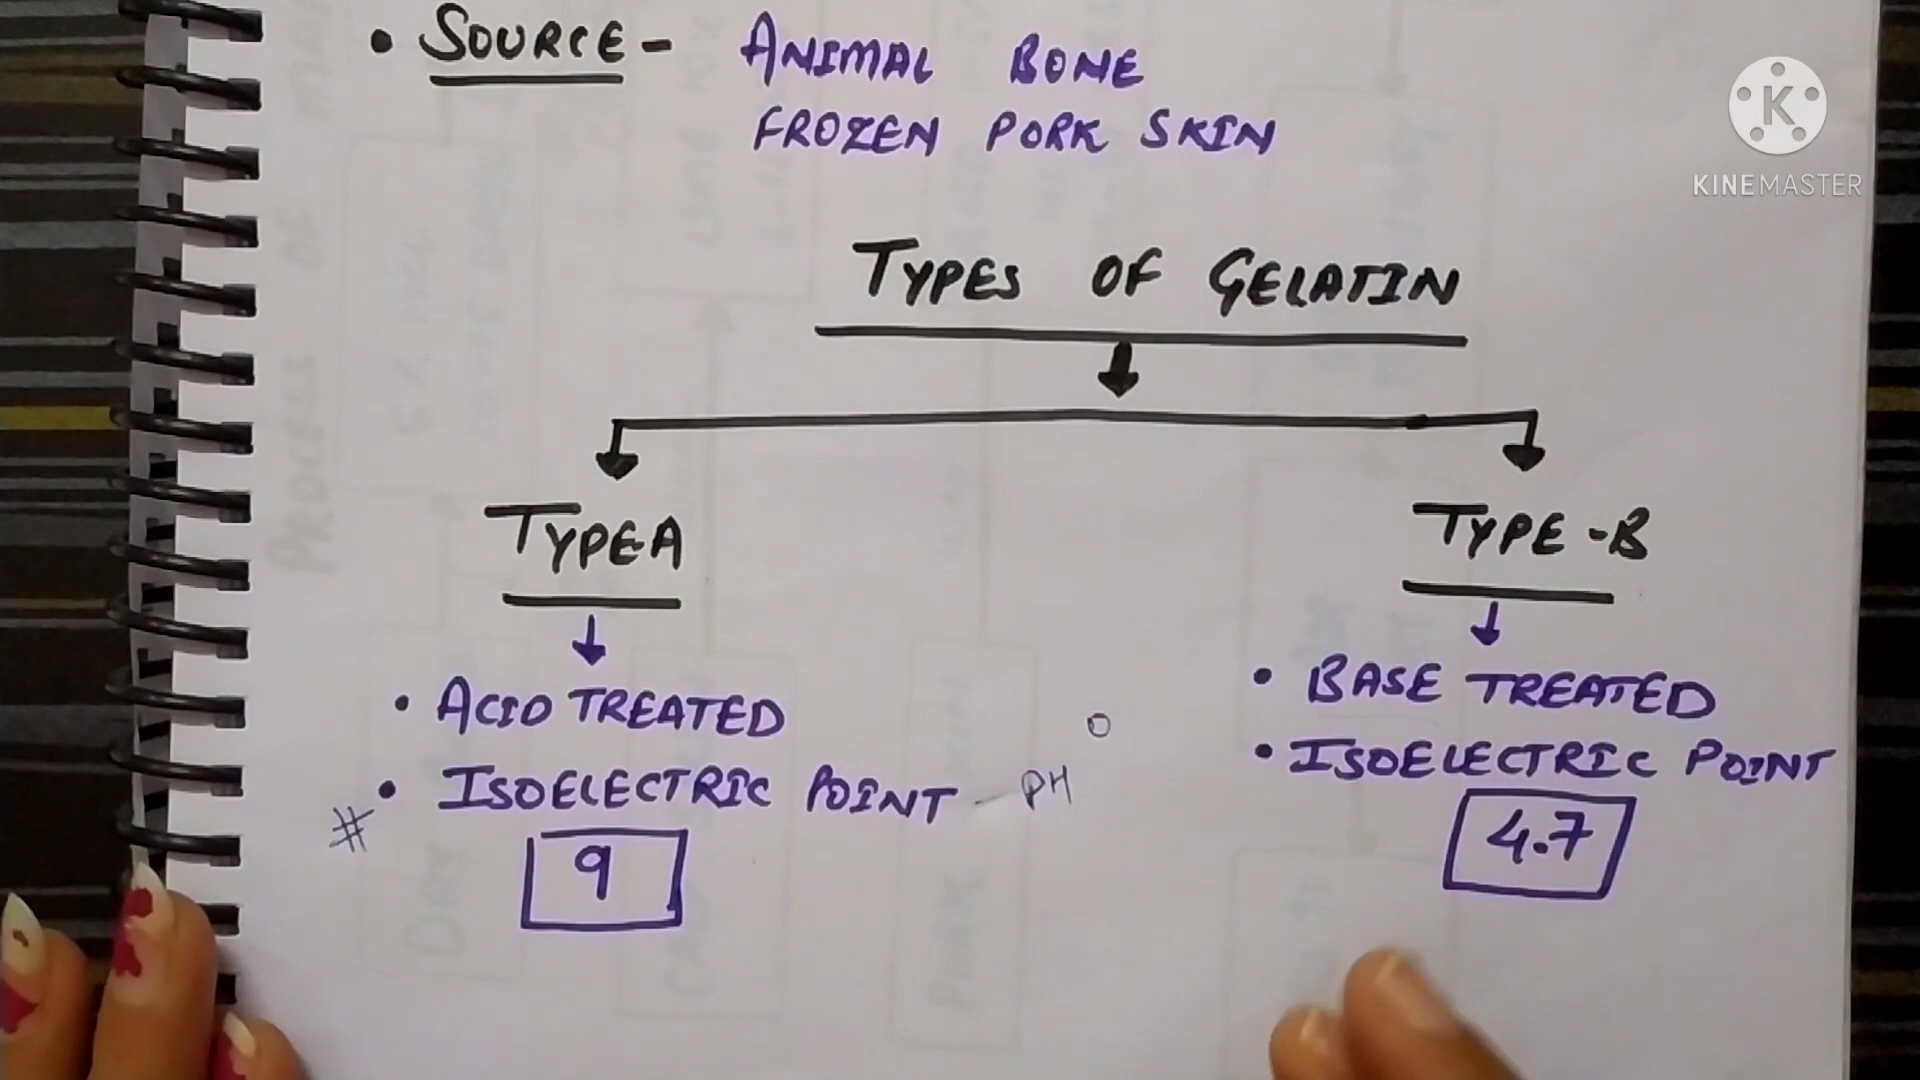 • SOURCE - ANIMAL BONE
FROZEN PORK SKIN
K
KINEMASTER
TYPES OF GELATIN
TYPE-A
TYPE-B
• ACID TREATED
• BASE TREATED
# • ISOELECTRIC POINT - PH
• ISOELECTRIC POINT
9
4.7